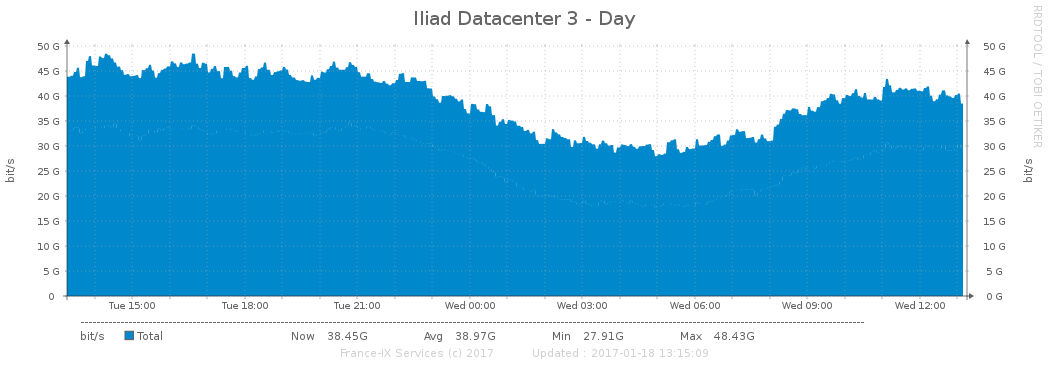 Iliad Datacenter 3 - Day
RRDTOOL / TOBI OETIKER
bit/s
50 G 50 G
45 G 45 G
40 G 40 G
35 G 35 G
30 G 30 G
25 G 25 G
20 G 20 G
15 G 15 G
10 G 10 G
5 G 5 G
0 0 G
bit/s
Tue 15:00 Tue 18:00 Tue 21:00 Wed 00:00 Wed 03:00 Wed 06:00 Wed 09:00 Wed 12:00
bit/s Total Now 38.45G Avg 38.97G Min 27.91G Max 48.43G
France-IX Services (c) 2017 Updated : 2017-01-18 13:15:09